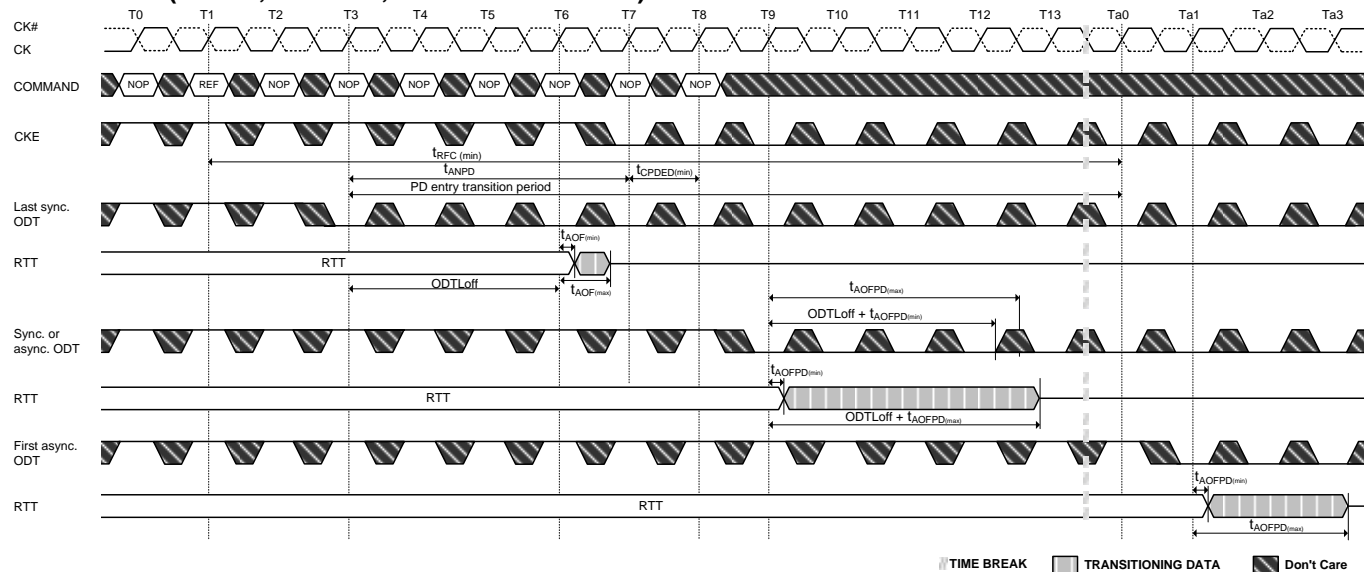 T0 T1 T2 T3 T4 T5 T6 T7 T8 T9 T10 T11 T12 T13 Ta0 Ta1 Ta2 Ta3
CK#
CK
COMMAND NOP REF NOP NOP NOP NOP NOP NOP NOP
CKE
tRFC (min)
tANPD tCPDED(min)
PD entry transition period
Last sync.
ODT
tAOF(min)
RTT RTT
ODTLoff tAOF(max)
tAOFPD(max)
ODTLoff + tAOFPD(min)
Sync. or
async. ODT
tAOFPD(min)
RTT RTT
ODTLoff + tAOFPD(max)
First async.
ODT
tAOFPD(min)
RTT RTT
tAOFPD(max)
TIME BREAK TRANSITIONING DATA Don't Care